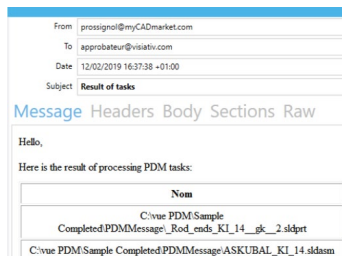 From prossignol@myCADmarket.com
To approbateur@visiativ.com
Date 12/02/2019 16:37:38 +01:00
Subject Result of tasks
Message Headers Body Sections Raw
Hello,
Here is the result of processing PDM tasks:
Nom
C:\vue PDM\Sample
Completed\PDMMessage\_Rod_ends_KI_14__gk__2.sldprt
C:\vue PDM\Sample Completed\PDMMessage\ASKUBAL_KI_14.sldasm